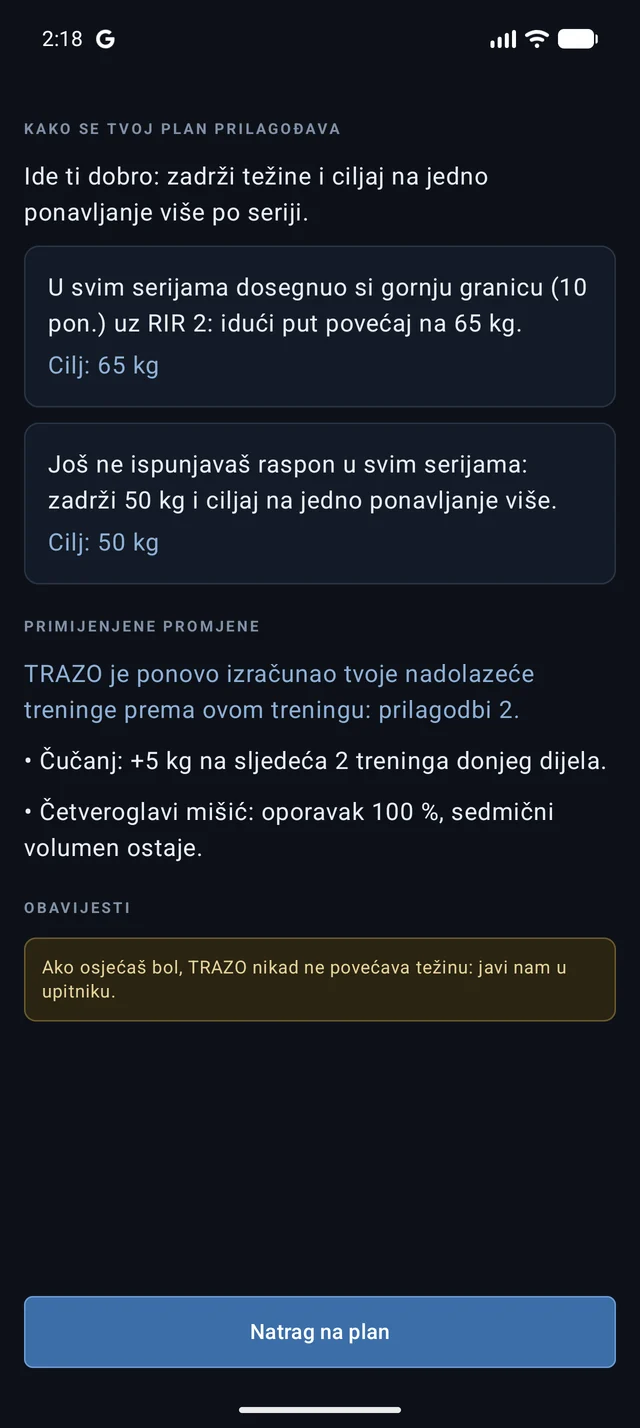 2:18 G
KAKO SE TVOJ PLAN PRILAGOĐAVA
Ide ti dobro: zadrži težine i ciljaj na jedno
ponavljanje više po seriji.
U svim serijama dosegnuo si gornju granicu (10
pon.) uz RIR 2: idući put povećaj na 65 kg.
Cilj: 65 kg
Još ne ispunjavaš raspon u svim serijama:
zadrži 50 kg i ciljaj na jedno ponavljanje više.
Cilj: 50 kg
PRIMIJENJENE PROMJENE
TRAZO je ponovo izračunao tvoje nadolazeće
treninge prema ovom treningu: prilagodbi 2.
• Čučanj: +5 kg na sljedeća 2 treninga donjeg dijela.
• Četveroglavi mišić: oporavak 100 %, sedmični
volumen ostaje.
OBAVIJESTI
Ako osjećaš bol, TRAZO nikad ne povećava težinu: javi nam u
upitniku.
Natrag na plan